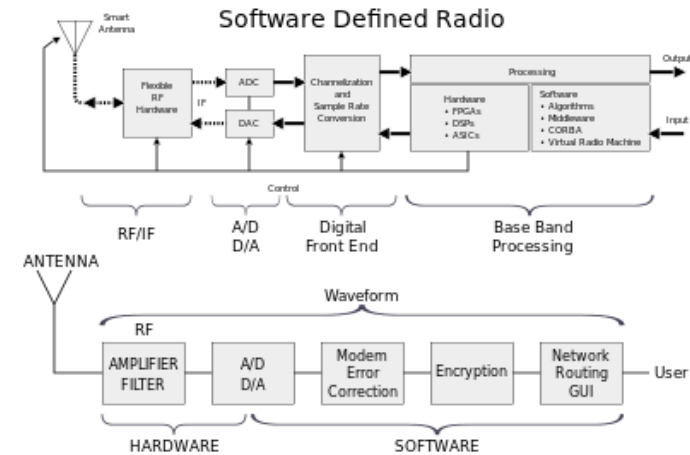 Software Defined Radio
Smart
Antenna
Flexible
RF
Hardware
IF
ADC
DAC
Channelization
and
Sample Rate
Conversion
Processing
Hardware
• FPGAs
• DSPs
• ASICs
Software
• Algorithms
• Middleware
• CORBA
• Virtual Radio Machine
Output
Input
Control
RF/IF
A/D
D/A
Digital
Front End
Base Band
Processing
ANTENNA
Waveform
RF
AMPLIFIER
FILTER
A/D
D/A
Modem
Error
Correction
Encryption
Network
Routing
GUI
User
HARDWARE
SOFTWARE